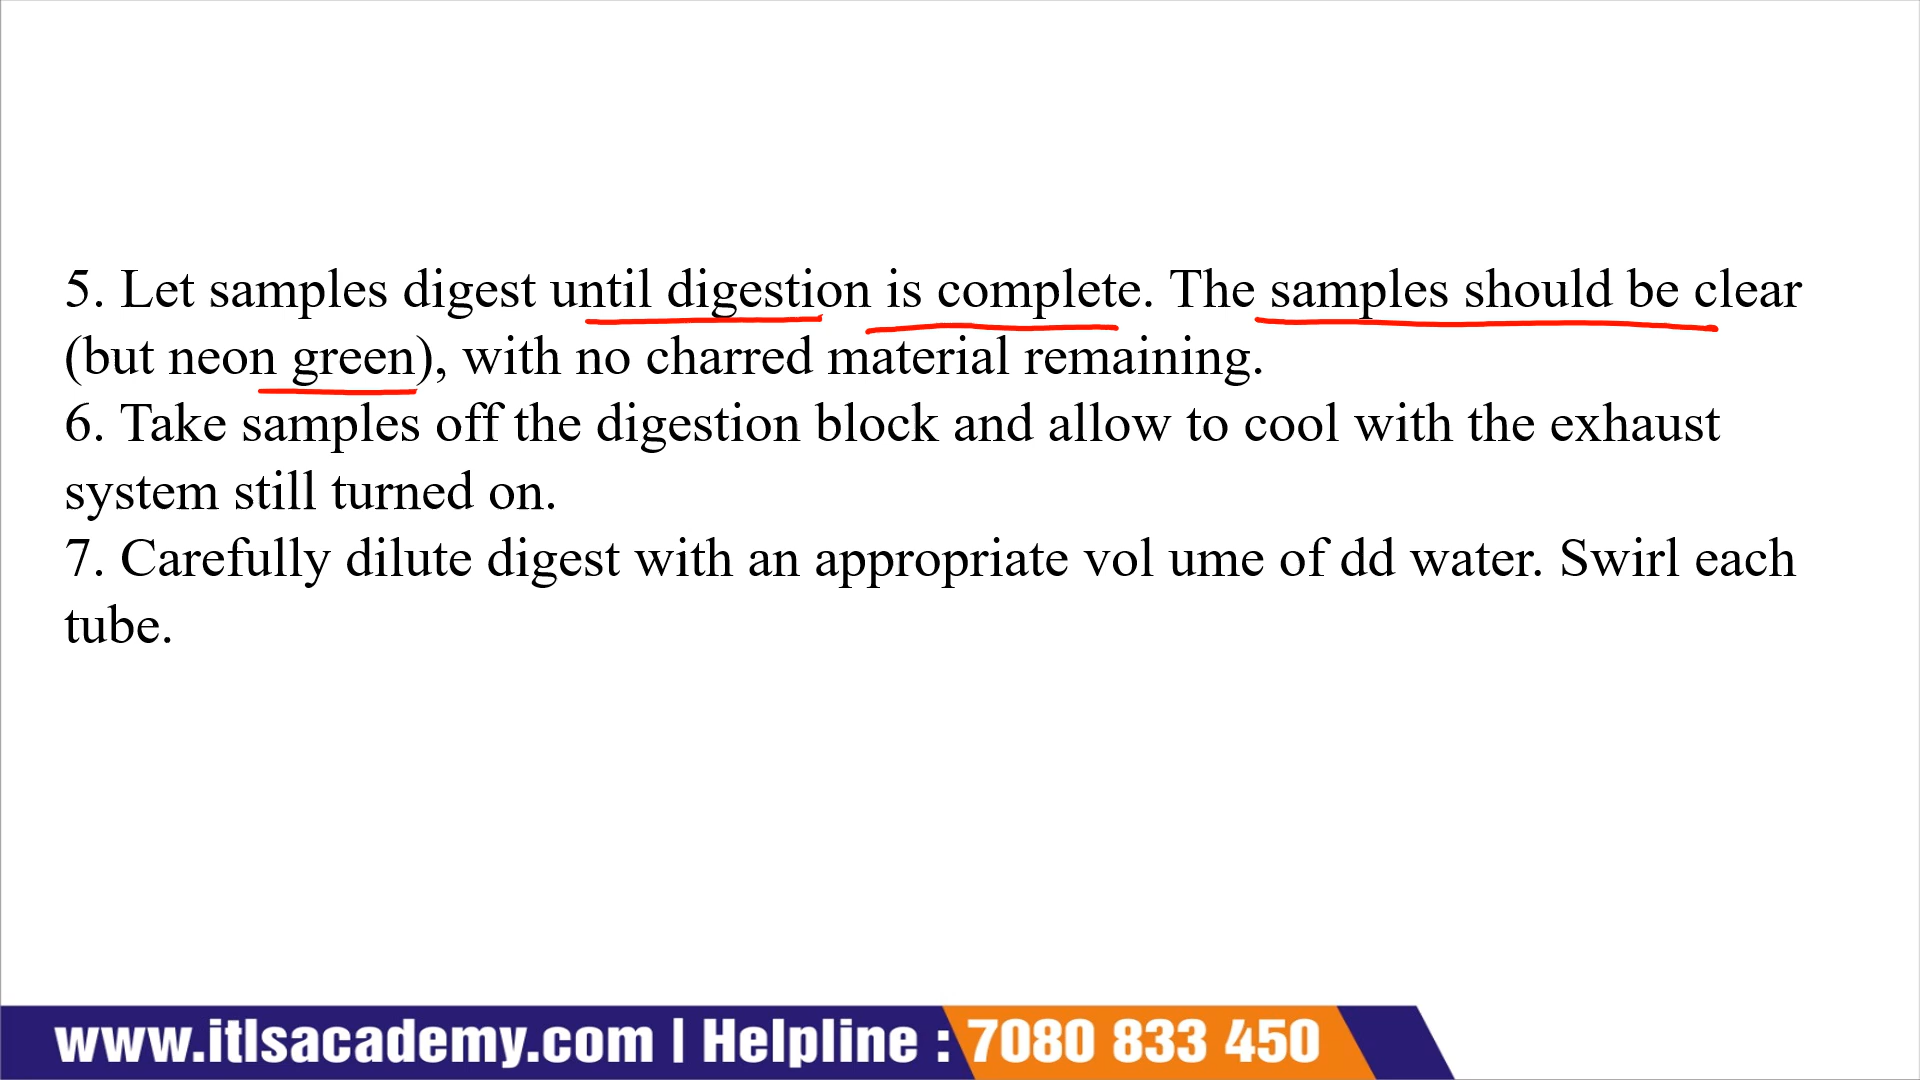 5. Let samples digest until digestion is complete. The samples should be clear
(but neon green), with no charred material remaining.
6. Take samples off the digestion block and allow to cool with the exhaust
system still turned on.
7. Carefully dilute digest with an appropriate vol ume of dd water. Swirl each
tube.
www.itlsacademy.com | Helpline : 7080 833 450